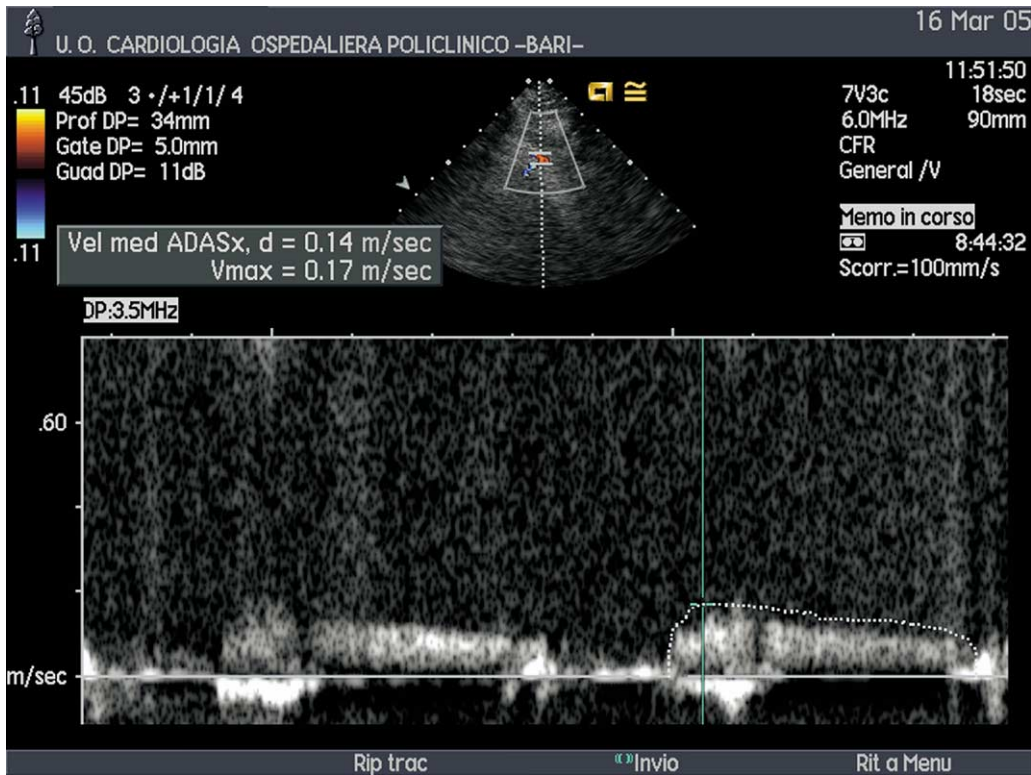 16 Mar 05
U. O. CARDIOLOGIA OSPEDALIERA POLICLINICO –BARI–
11:51:50
.11 45dB 3 •/+1/1/ 4
Prof DP= 34mm
Gate DP= 5.0mm
Guad DP= 11dB
.11
7V3c 18sec
6.0MHz 90mm
CFR
General /V
Memo in corso
8:44:32
Scorr.=100mm/s
Vel med ADASx, d = 0.14 m/sec
Vmax = 0.17 m/sec
DP:3.5MHz
.60
m/sec
Rip trac Invio Rit a Menu